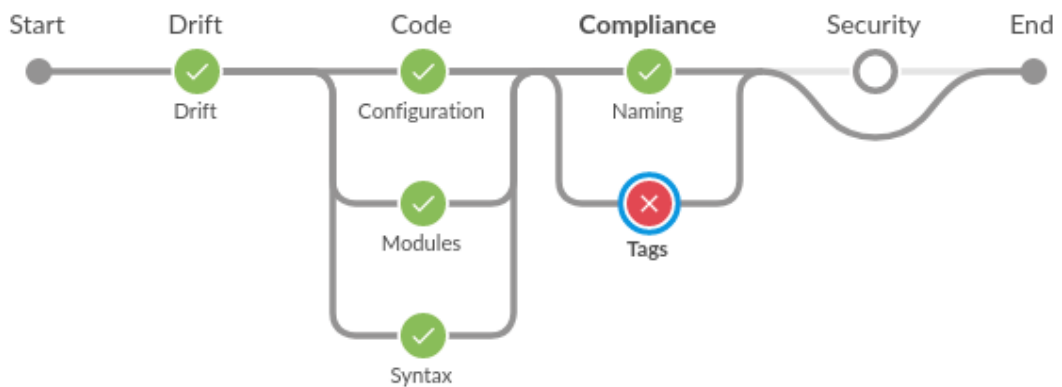 Start
Drift
Code
Compliance
Security
End
Drift
Configuration
Naming
Modules
Tags
Syntax